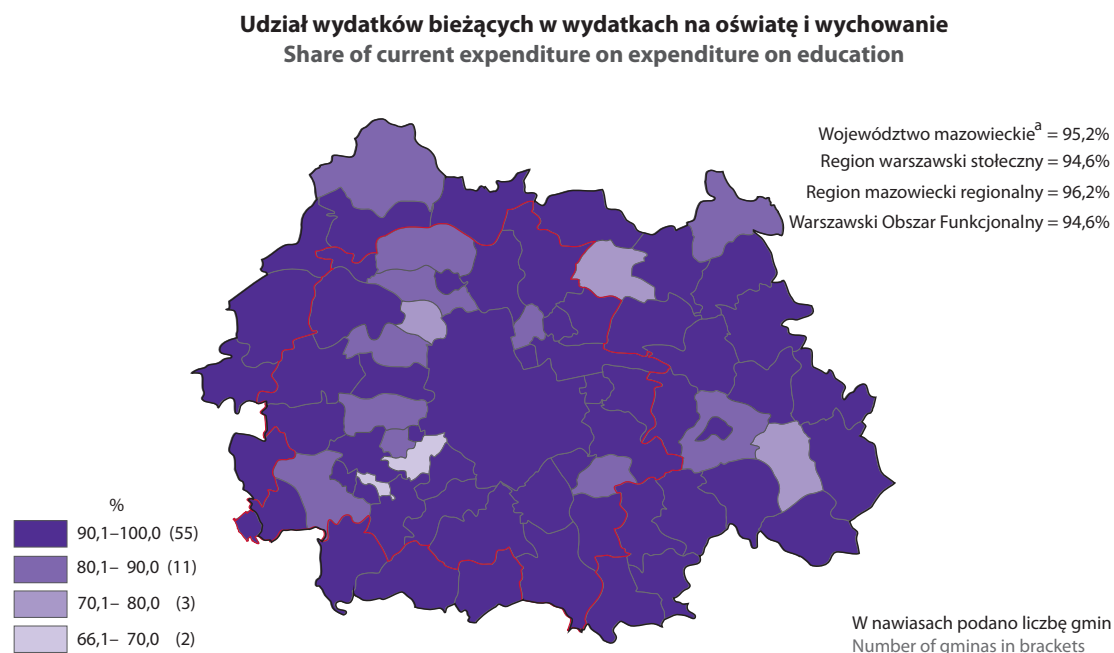 Udział wydatków bieżących w wydatkach na oświatę i wychowanie
Share of current expenditure on expenditure on education
Województwo mazowieckieᵃ = 95,2%
Region warszawski stołeczny = 94,6%
Region mazowiecki regionalny = 96,2%
Warszawski Obszar Funkcjonalny = 94,6%
%
90,1–100,0 (55)
80,1– 90,0 (11)
70,1– 80,0 (3)
66,1– 70,0 (2)
W nawiasach podano liczbę gmin
Number of gminas in brackets